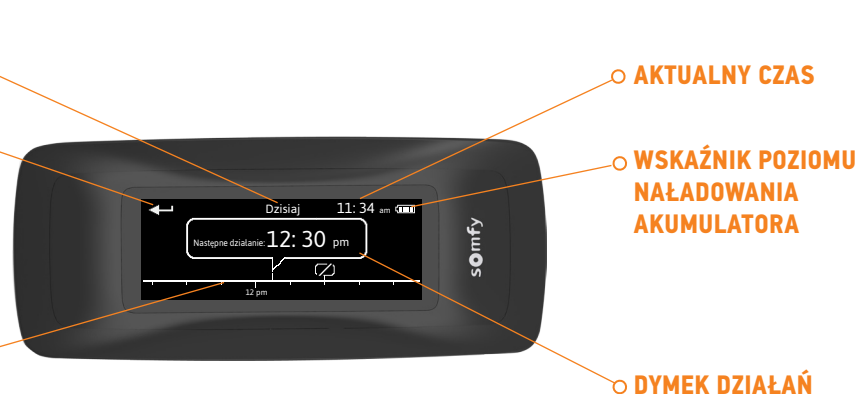 AKTUALNY CZAS
WSKAŹNIK POZIOMU
NAŁADOWANIA
AKUMULATORA
Dzisiaj 11:34 am
Następne działanie: 12:30 pm
12 pm
somfy
DYMEK DZIAŁAŃ